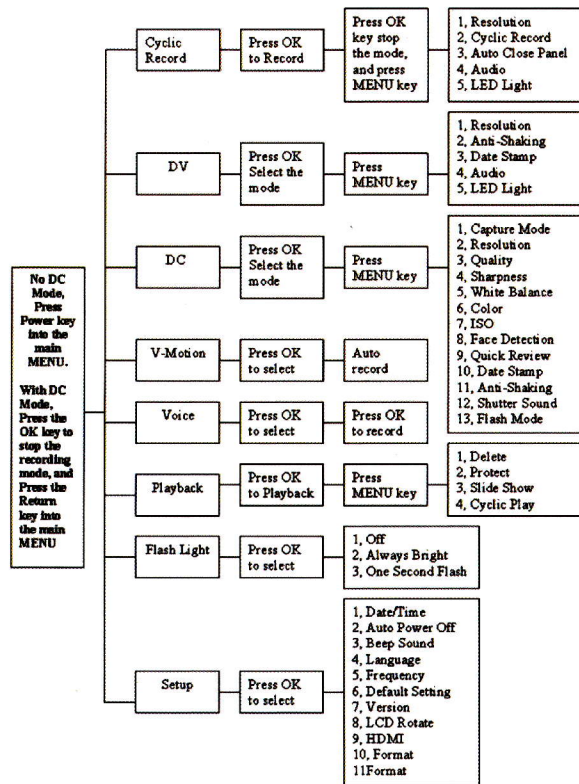 No DC
Mode,
Press
Power key
into the
main
MENU.
With DC
Mode,
Press the
OK key to
stop the
recording
mode, and
Press the
Return
key into
the main
MENU
Cyclic
Record
Press OK
to Record
Press OK
key stop
the mode,
and press
MENU key
1, Resolution
2, Cyclic Record
3, Auto Close Panel
4, Audio
5, LED Light
DV
Press OK
Select the
mode
Press
MENU key
1, Resolution
2, Anti-Shaking
3, Date Stamp
4, Audio
5, LED Light
DC
Press OK
Select the
mode
Press
MENU key
1, Capture Mode
2, Resolution
3, Quality
4, Sharpness
5, White Balance
6, Color
7, ISO
8, Face Detection
9, Quick Review
10, Date Stamp
11, Anti-Shaking
12, Shutter Sound
13, Flash Mode
V-Motion
Press OK
to select
Auto
record
Voice
Press OK
to select
Press OK
to record
Playback
Press OK
to Playback
Press
MENU key
1, Delete
2, Protect
3, Slide Show
4, Cyclic Play
Flash Light
Press OK
to select
1, Off
2, Always Bright
3, One Second Flash
Setup
Press OK
to select
1, Date/Time
2, Auto Power Off
3, Beep Sound
4, Language
5, Frequency
6, Default Setting
7, Version
8, LCD Rotate
9, HDMI
10, Format
11Format